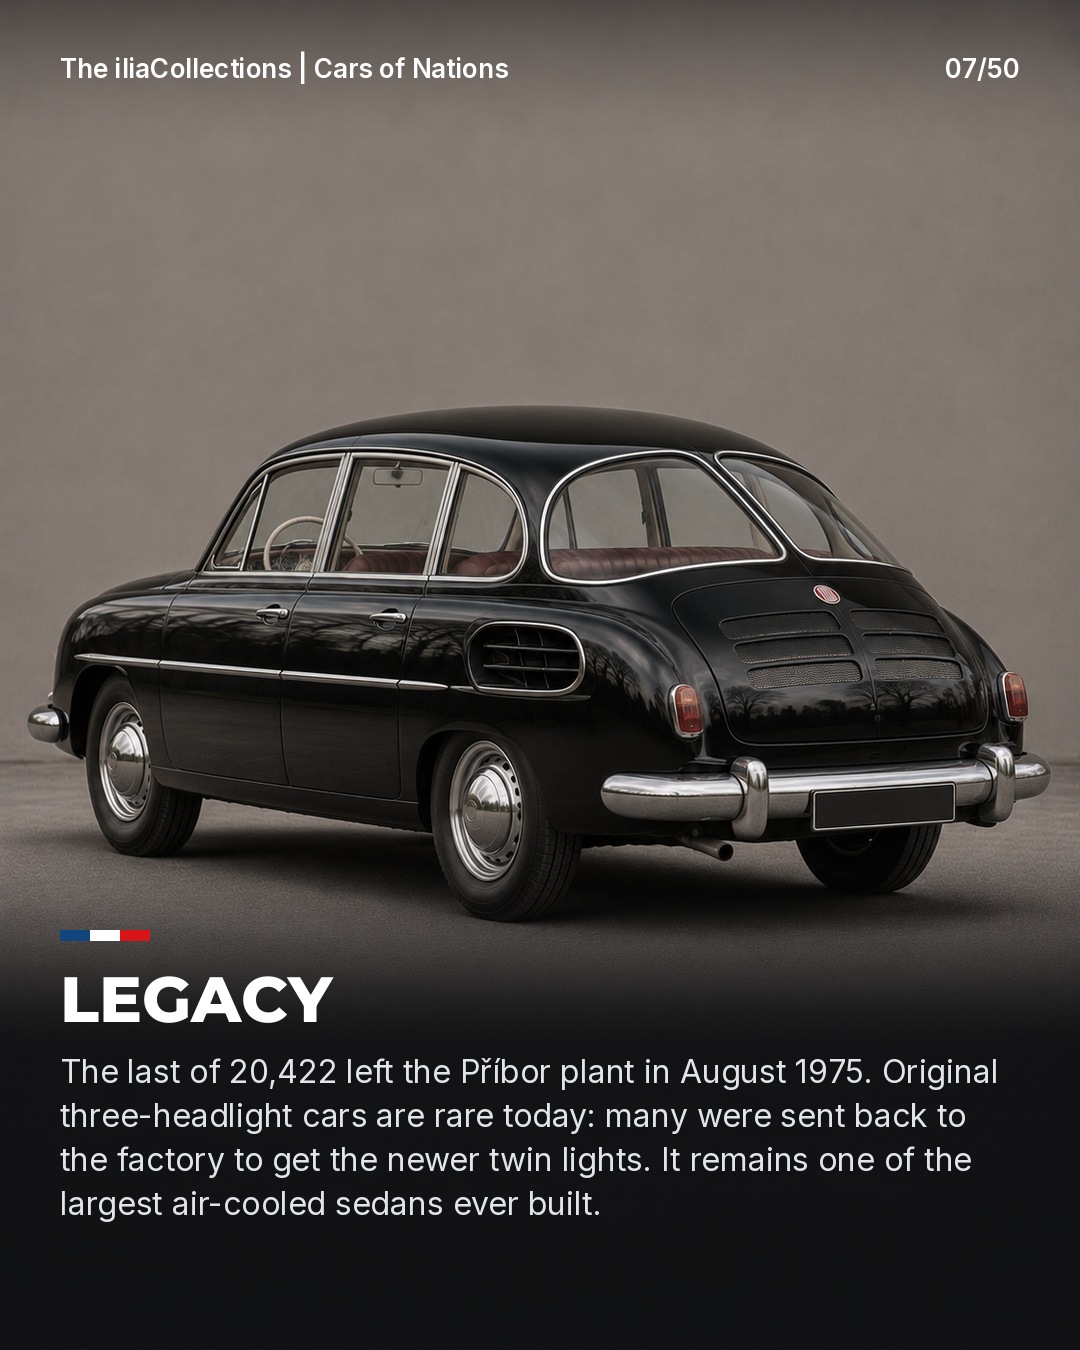 The iliaCollections | Cars of Nations
07/50
LEGACY
The last of 20,422 left the Příbor plant in August 1975. Original
three-headlight cars are rare today: many were sent back to
the factory to get the newer twin lights. It remains one of the
largest air-cooled sedans ever built.